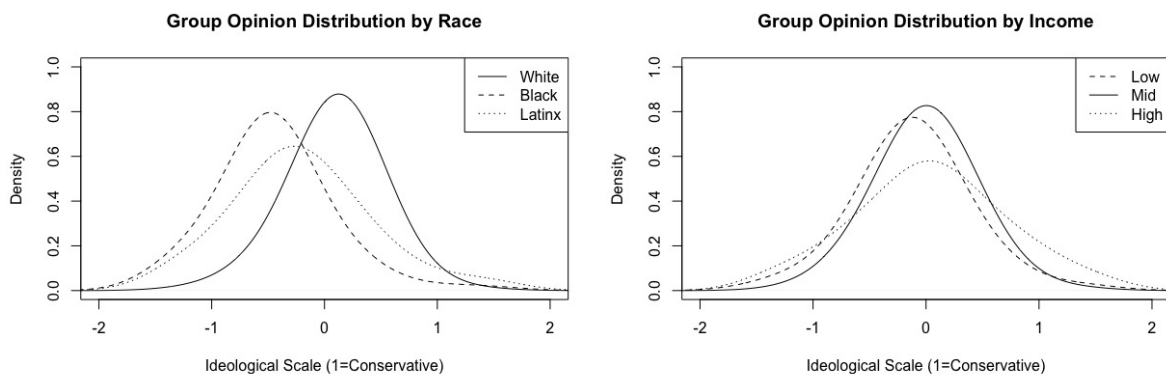 Group Opinion Distribution by Race
1.0
0.8
0.6
0.4
0.2
0.0
Density
White
Black
Latinx
-2 -1 0 1 2
Ideological Scale (1=Conservative)
Group Opinion Distribution by Income
1.0
0.8
0.6
0.4
0.2
0.0
Density
Low
Mid
High
-2 -1 0 1 2
Ideological Scale (1=Conservative)